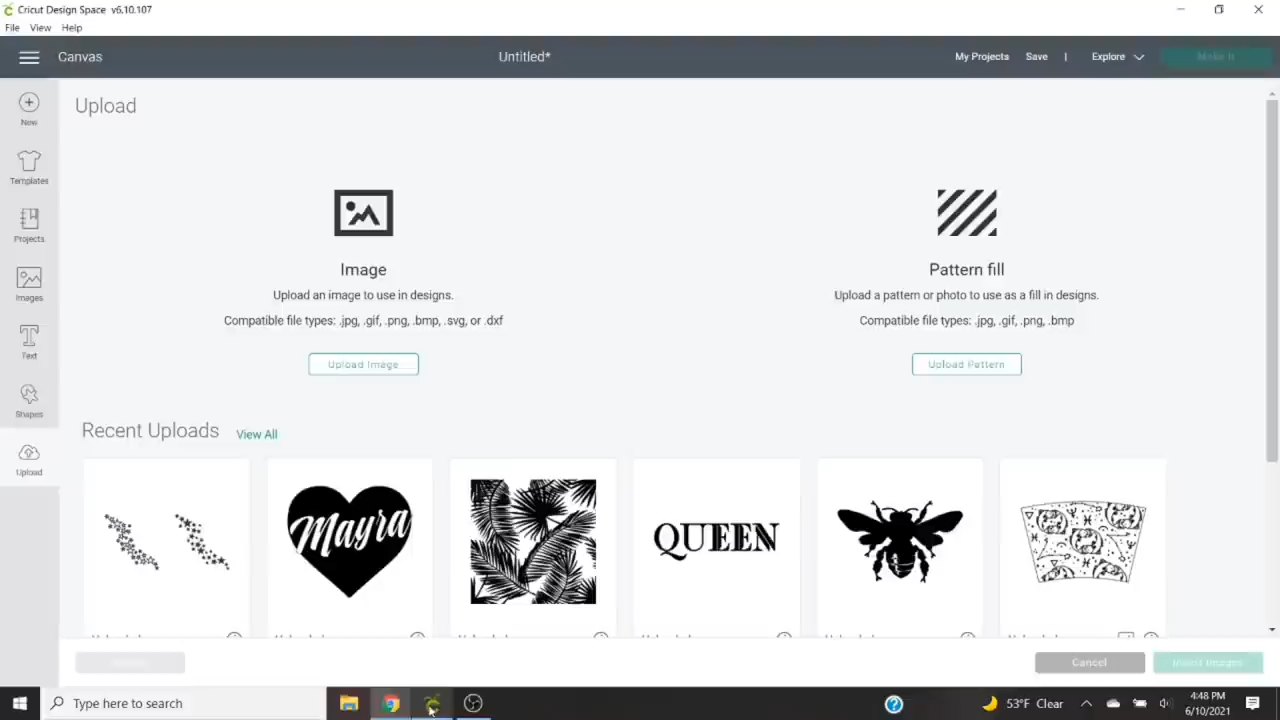 Cricut Design Space v6.10.107
File View Help
Canvas
Untitled*
My Projects Save | Explore
Make It
New
Templates
Projects
Images
Text
Shapes
Upload
Upload
Image
Upload an image to use in designs.
Compatible file types: .jpg, .gif, .png, .bmp, .svg, or .dxf
Upload Image
Pattern fill
Upload a pattern or photo to use as a fill in designs.
Compatible file types: .jpg, .gif, .png, .bmp
Upload Pattern
Recent Uploads View All
Mayra
QUEEN
Cancel
Insert Images
Type here to search
53°F Clear
4:48 PM
6/10/2021